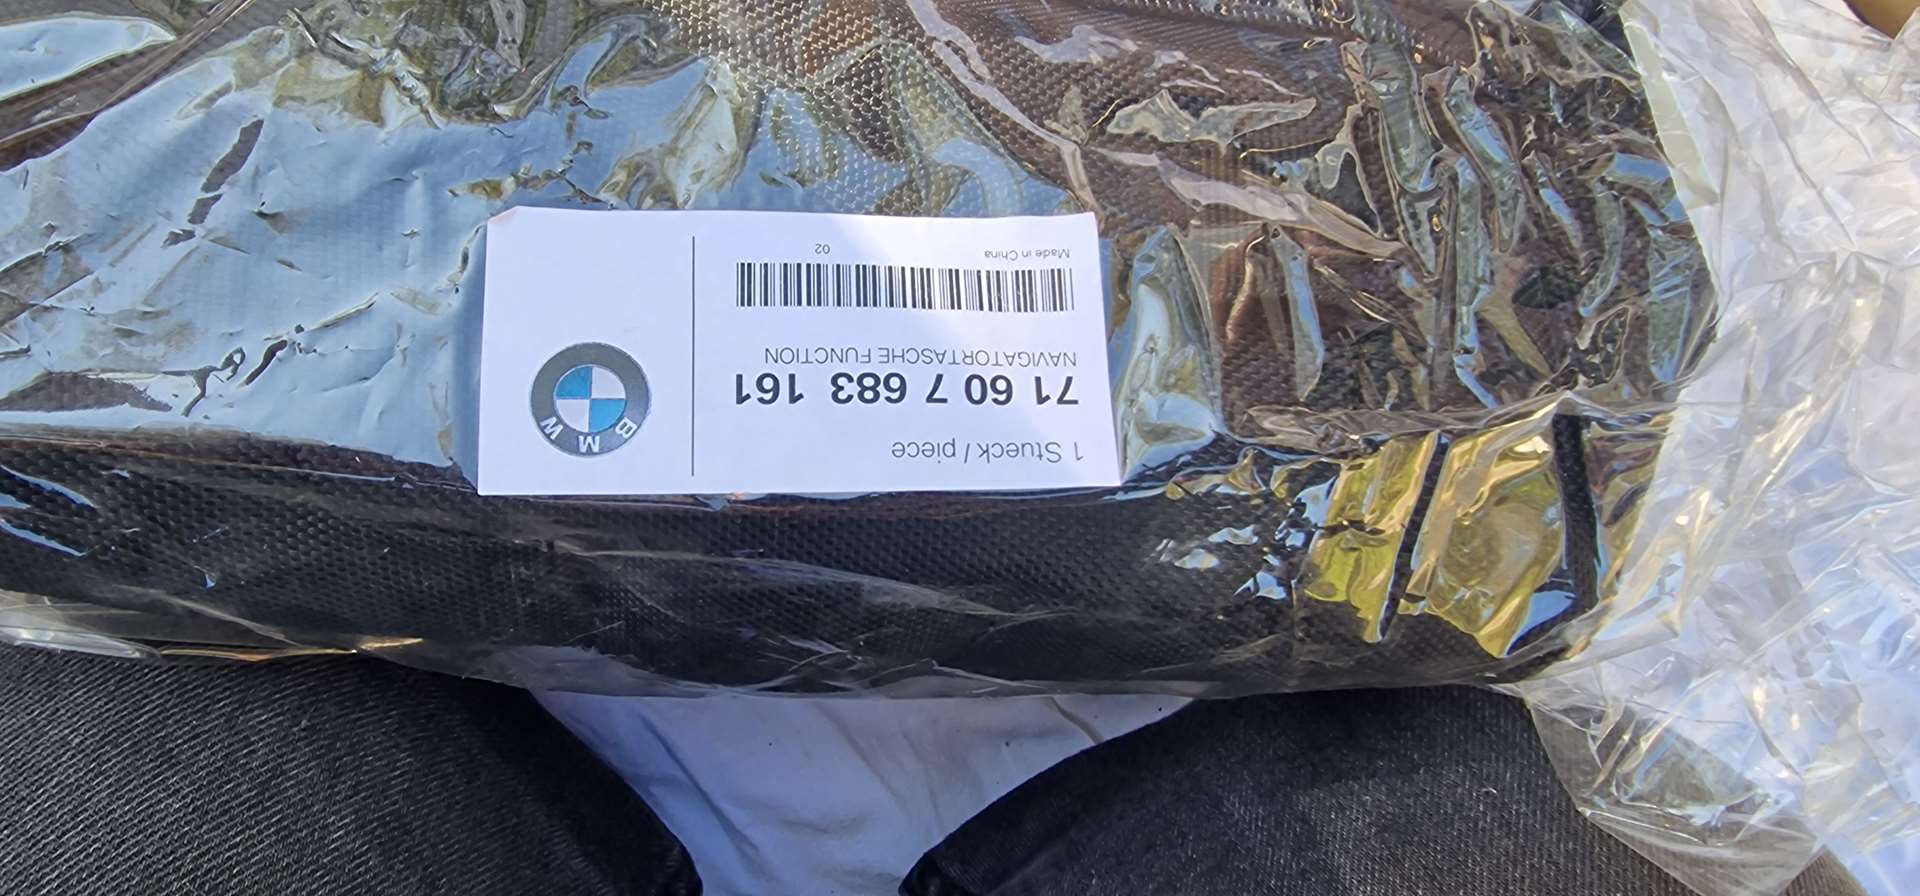 1 Stueck / piece
71 60 7 683 161
NAVIGATORTASCHE FUNCTION
Made in China
02
BMW